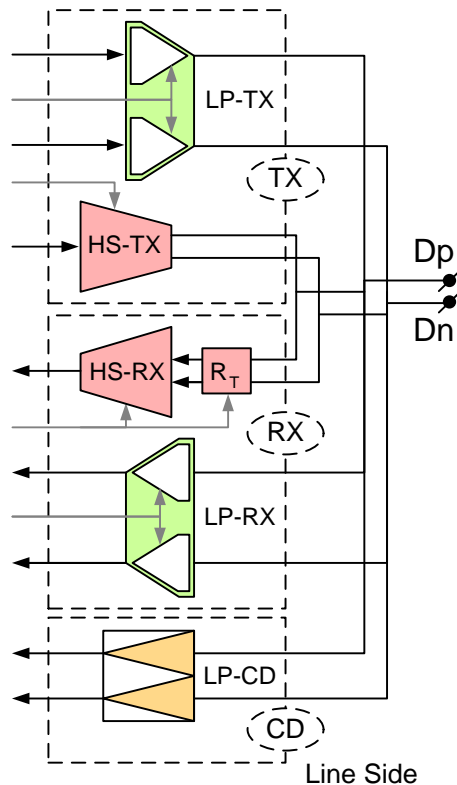 LP-TX
TX
HS-TX
Dp
Dn
HS-RX
RT
RX
LP-RX
LP-CD
CD
Line Side